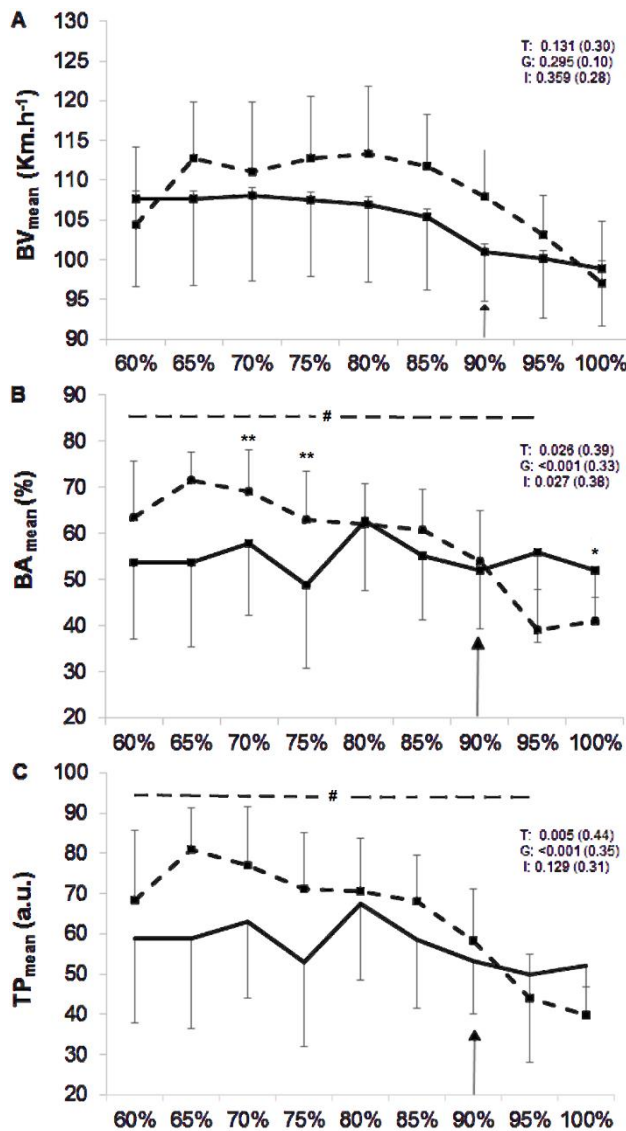 A
130
125
120
115
110
105
100
95
90
BVmean (Km.h-1)
T: 0.131 (0.30)
G: 0.295 (0.10)
I: 0.359 (0.28)
60% 65% 70% 75% 80% 85% 90% 95% 100%
B
90
80
70
60
50
40
30
20
BA mean (%)
#
** **
*
T: 0.026 (0.39)
G: <0.001 (0.33)
I: 0.027 (0.38)
60% 65% 70% 75% 80% 85% 90% 95% 100%
C
100
90
80
70
60
50
40
30
20
TPmean (a.u.)
#
T: 0.005 (0.44)
G: <0.001 (0.35)
I: 0.129 (0.31)
60% 65% 70% 75% 80% 85% 90% 95% 100%